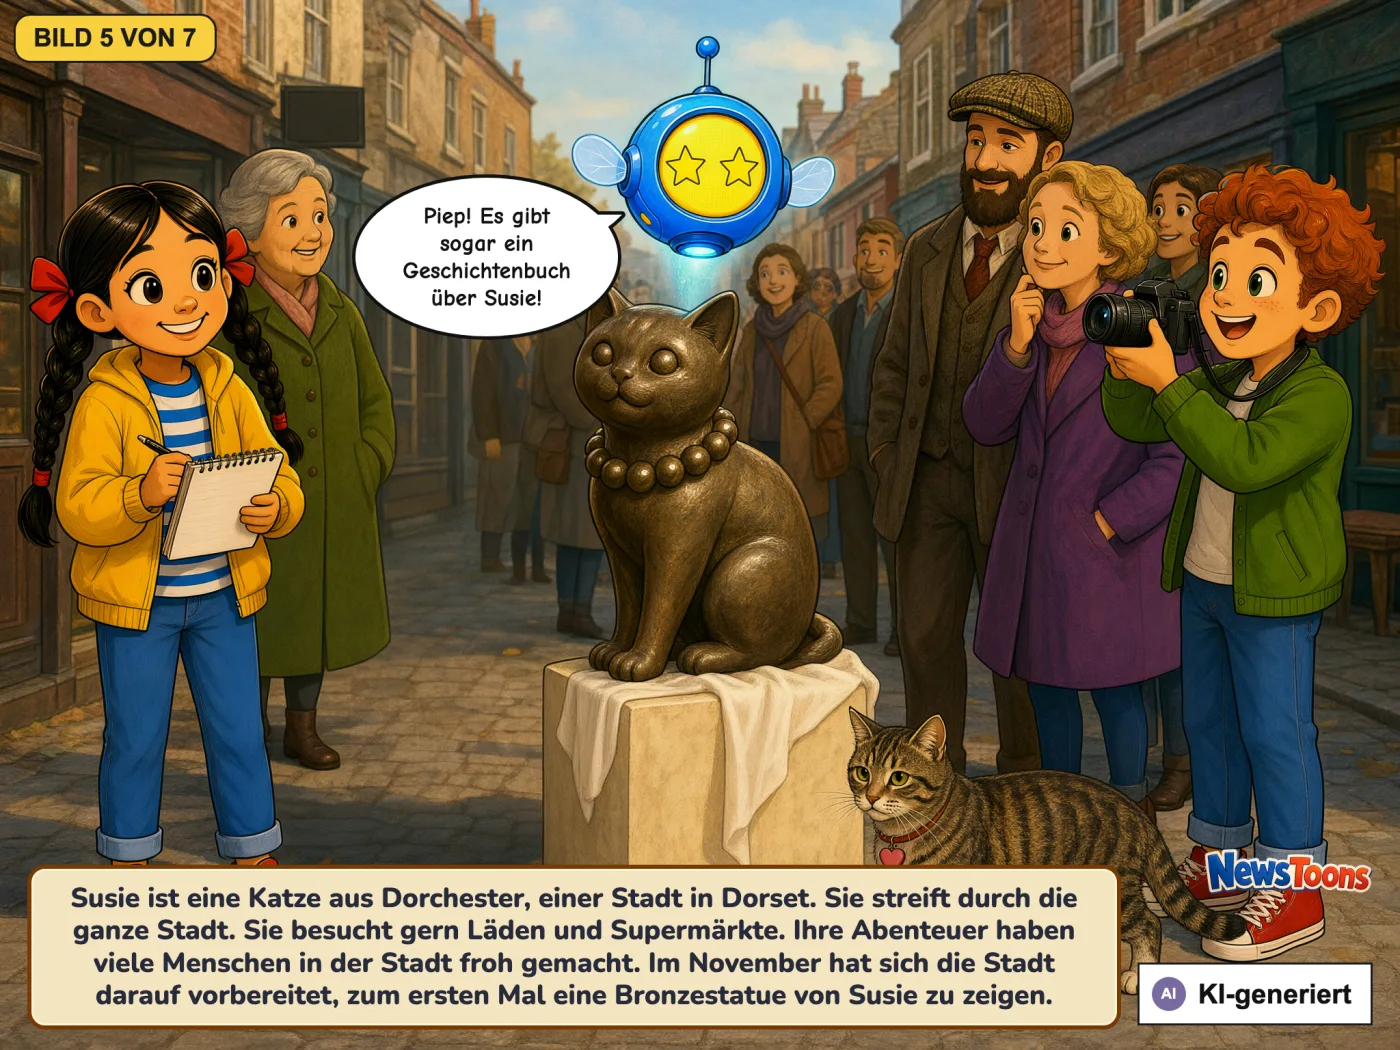 BILD 5 VON 7
Piep! Es gibt
sogar ein
Geschichtenbuch
über Susie!
Susie ist eine Katze aus Dorchester, einer Stadt in Dorset. Sie streift durch die
ganze Stadt. Sie besucht gern Läden und Supermärkte. Ihre Abenteuer haben
viele Menschen in der Stadt froh gemacht. Im November hat sich die Stadt
darauf vorbereitet, zum ersten Mal eine Bronzestatue von Susie zu zeigen.
NewsToons
AI KI-generiert